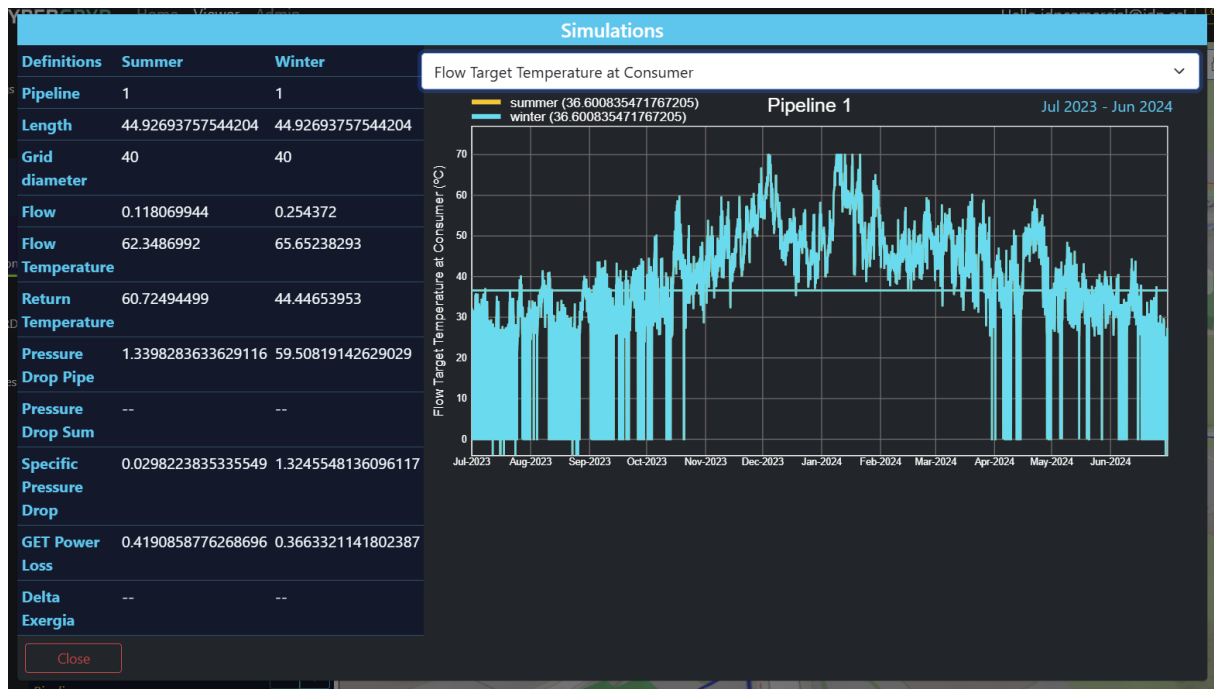 Home Viewer Admin
Simulations
Definitions Summer Winter
Pipeline 1 1
Length 44.92693757544204 44.92693757544204
Grid 40 40
diameter
Flow 0.118069944 0.254372
Flow 62.3486992 65.65238293
Temperature
Return 60.72494499 44.44653953
Temperature
Pressure 1.3398283633629116 59.50819142629029
Drop Pipe
Pressure -- --
Drop Sum
Specific 0.0298223835335549 1.3245548136096117
Pressure
Drop
GET Power 0.4190858776268696 0.3663321141802387
Loss
Delta -- --
Exergia
Close
Flow Target Temperature at Consumer
summer (36.600835471767205)
winter (36.600835471767205)
Pipeline 1
Jul 2023 - Jun 2024
Flow Target Temperature at Consumer (ºC)
70
60
50
40
30
20
10
0
Jul-2023 Aug-2023 Sep-2023 Oct-2023 Nov-2023 Dec-2023 Jan-2024 Feb-2024 Mar-2024 Apr-2024 May-2024 Jun-2024